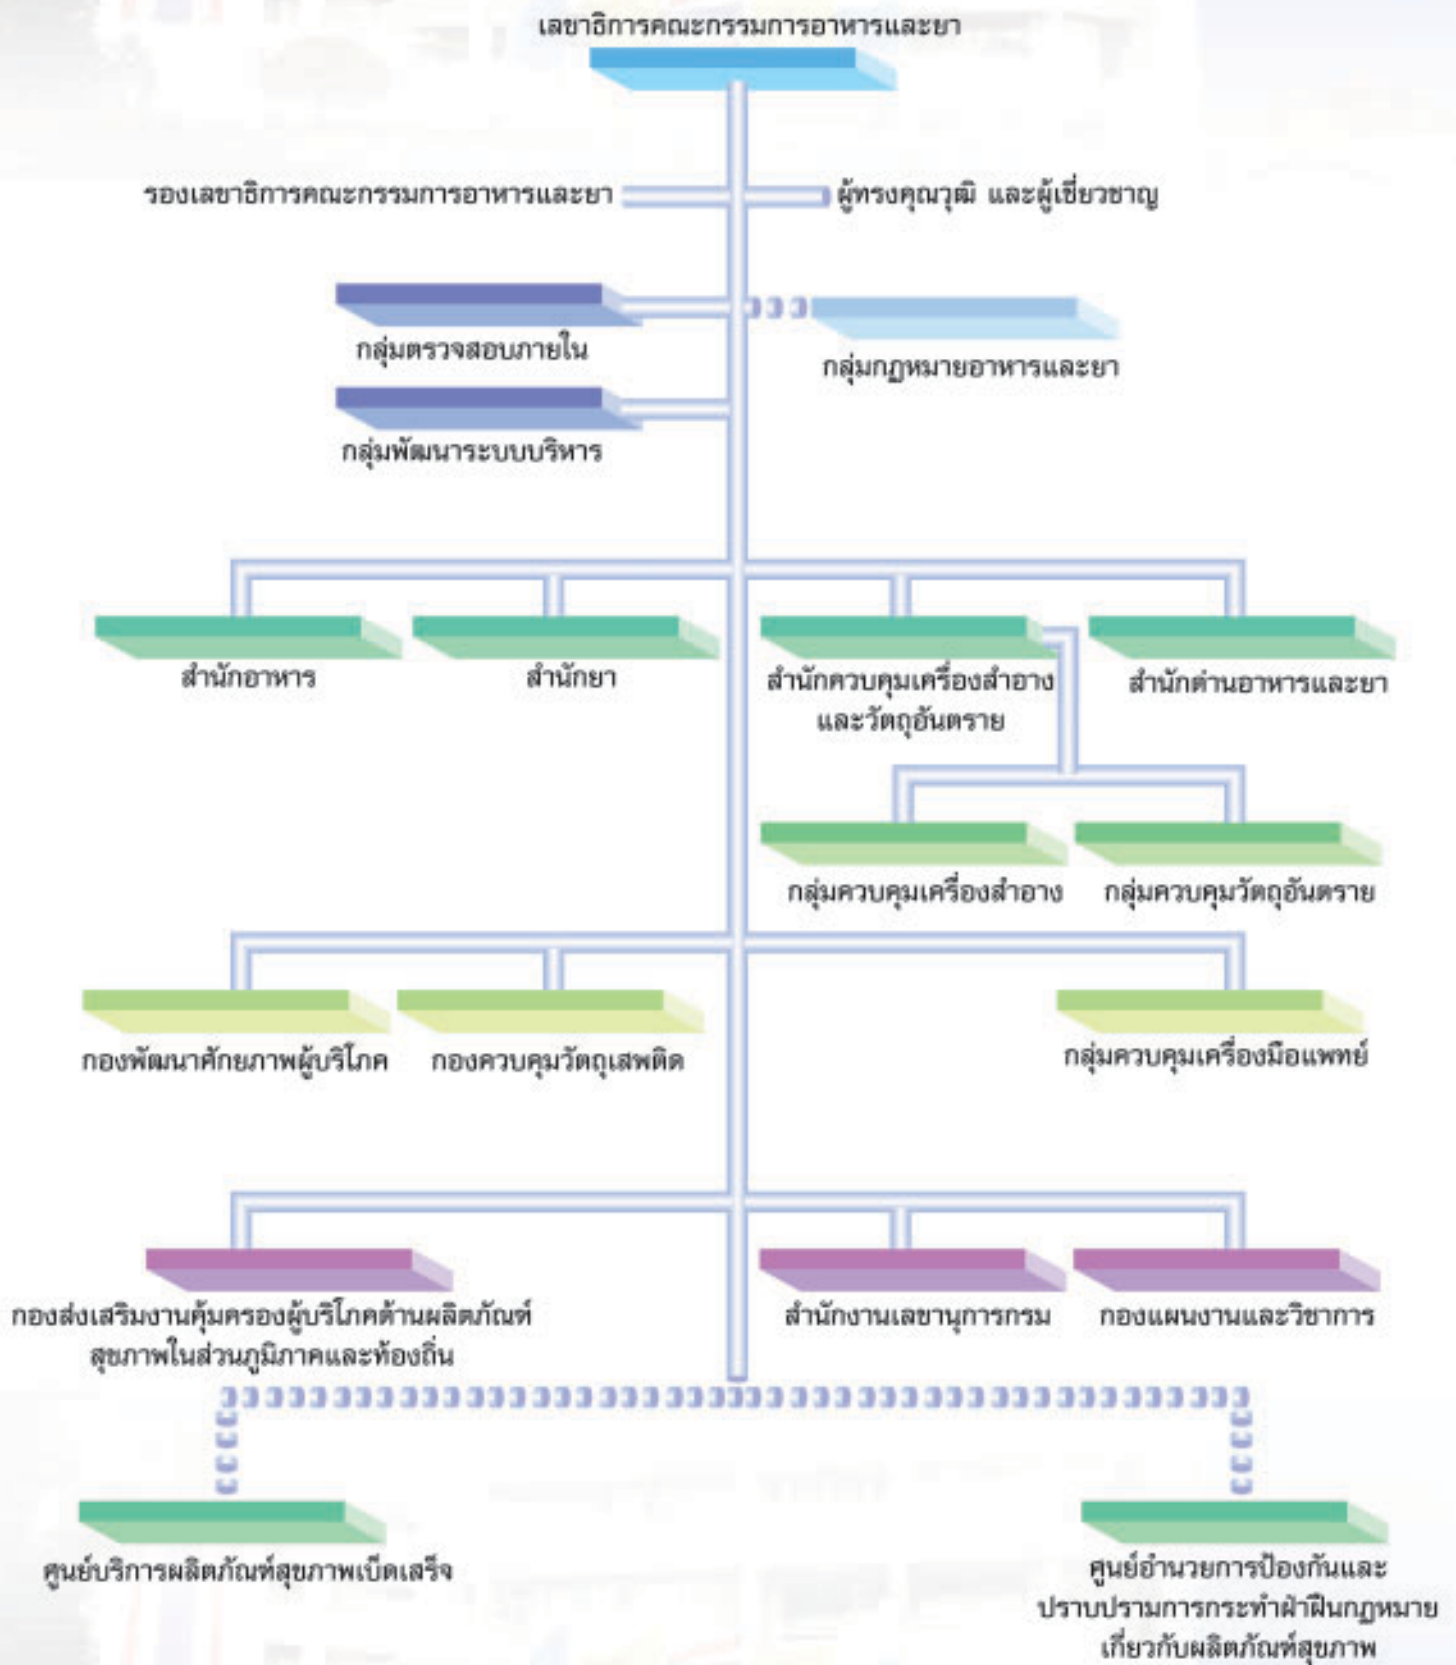 เลขาธิการคณะกรรมการอาหารและยา
รองเลขาธิการคณะกรรมการอาหารและยา
ผู้ทรงคุณวุฒิ และผู้เชี่ยวชาญ
กลุ่มตรวจสอบภายใน
กลุ่มกฎหมายอาหารและยา
กลุ่มพัฒนาระบบบริหาร
สำนักอาหาร
สำนักยา
สำนักควบคุมเครื่องสำอาง
และวัตถุอันตราย
สำนักด่านอาหารและยา
กลุ่มควบคุมเครื่องสำอาง
กลุ่มควบคุมวัตถุอันตราย
กองพัฒนาศักยภาพผู้บริโภค
กองควบคุมวัตถุเสพติด
กลุ่มควบคุมเครื่องมือแพทย์
กองส่งเสริมงานคุ้มครองผู้บริโภคด้านผลิตภัณฑ์
สุขภาพในส่วนภูมิภาคและท้องถิ่น
สำนักงานเลขานุการกรม
กองแผนงานและวิชาการ
ศูนย์บริการผลิตภัณฑ์สุขภาพเบ็ดเสร็จ
ศูนย์อำนวยการป้องกันและ
ปราบปรามการกระทำฝ่าฝืนกฎหมาย
เกี่ยวกับผลิตภัณฑ์สุขภาพ